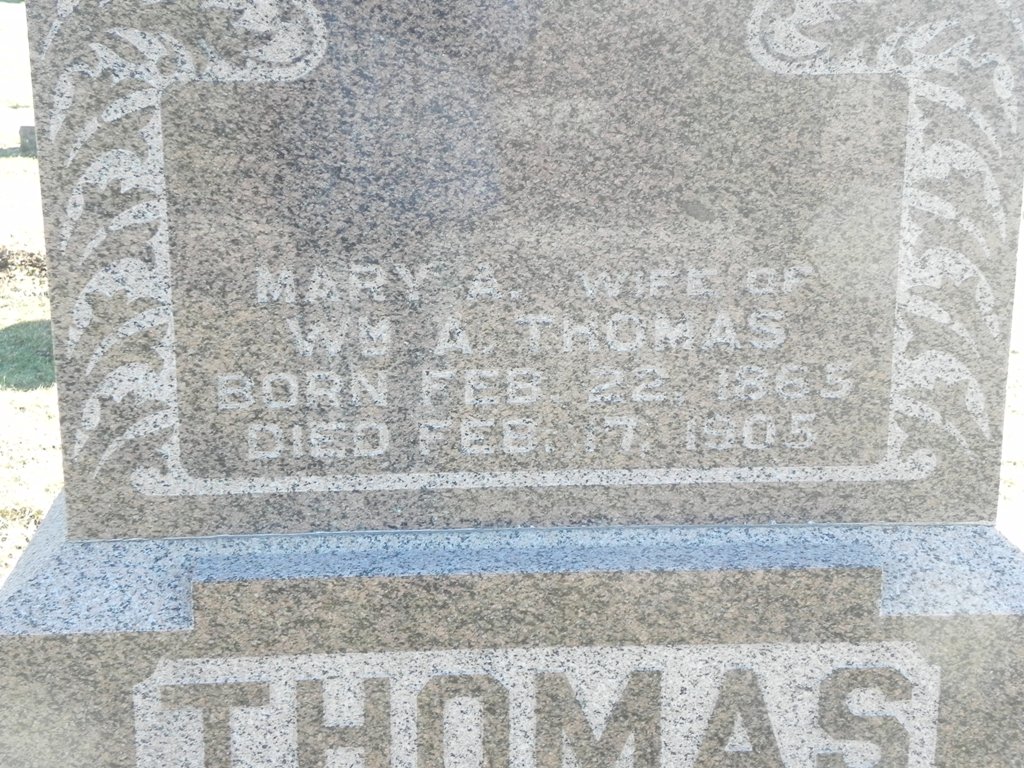 MARY A. WIFE OF
WM A. THOMAS
BORN FEB. 22, 1865
DIED FEB. 17, 1905
THOMAS